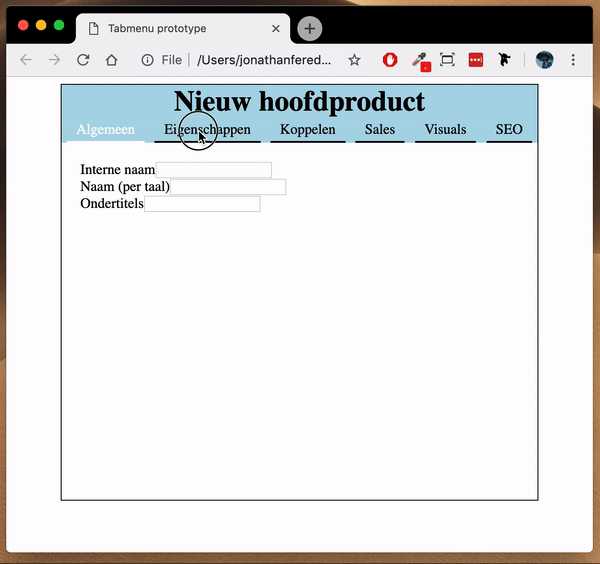 Tabmenu prototype
File /Users/jonathanfered...
Nieuw hoofdproduct
Algemeen Eigenschappen Koppelen Sales Visuals SEO
Interne naam
Naam (per taal)
Ondertitels